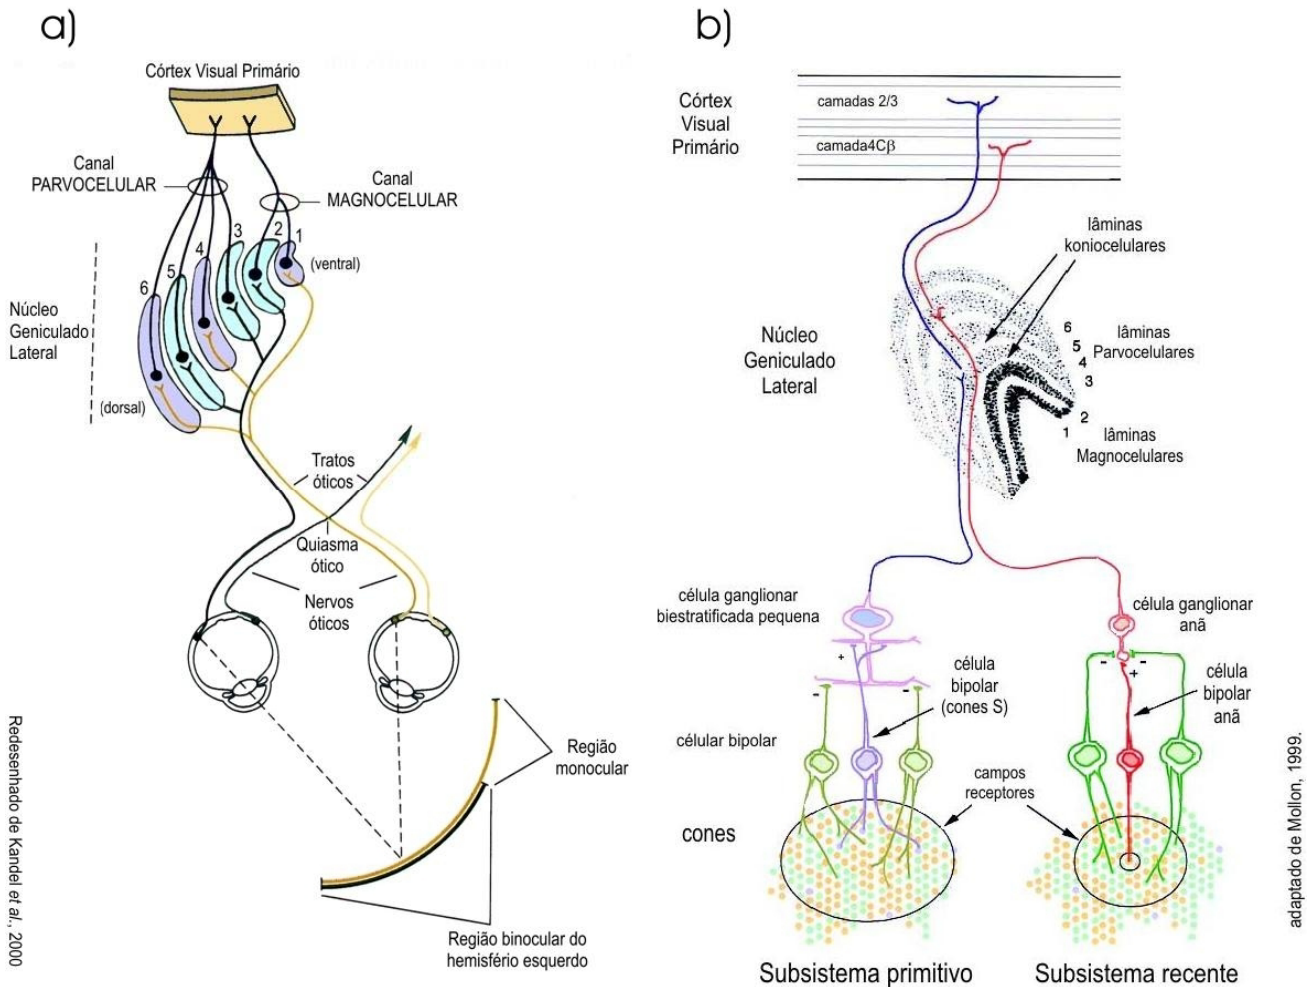 a)
Córtex Visual Primário
Canal
PARVOCELULAR
Canal
MAGNOCELULAR
1
2
3
4
5
6
(ventral)
Núcleo
Geniculado
Lateral
(dorsal)
Tratos
óticos
Quiasma
ótico
Nervos
óticos
Região
monocular
Região binocular do
hemisfério esquerdo
Redesenhado de Kandel et al., 2000
b)
Córtex
Visual
Primário
camadas 2/3
camada4Cβ
lâminas
koniocelulares
Núcleo
Geniculado
Lateral
6
5
4
3
2
1
lâminas
Parvocelulares
lâminas
Magnocelulares
célula ganglionar
biestratificada pequena
célula ganglionar
anã
+
-
-
-
-
+
célula
bipolar
(cones S)
célula
bipolar
anã
célular bipolar
campos
receptores
cones
Subsistema primitivo
Subsistema recente
adaptado de Mollon, 1999.